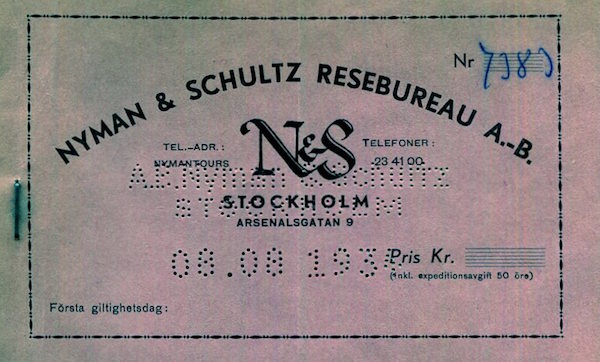 Nr 7383
NYMAN & SCHULTZ RESEBUREAU A.-B.
TEL.-ADR.:
NYMANTOURS
N&S
TELEFONER:
23 41 00
A.B.Nyman & Schultz
STOCKHOLM
STOCKHOLM
ARSENALSGATAN 9
08.08 193
Pris Kr.
(inkl. expeditionsavgift 50 öre)
Första giltighetsdag: